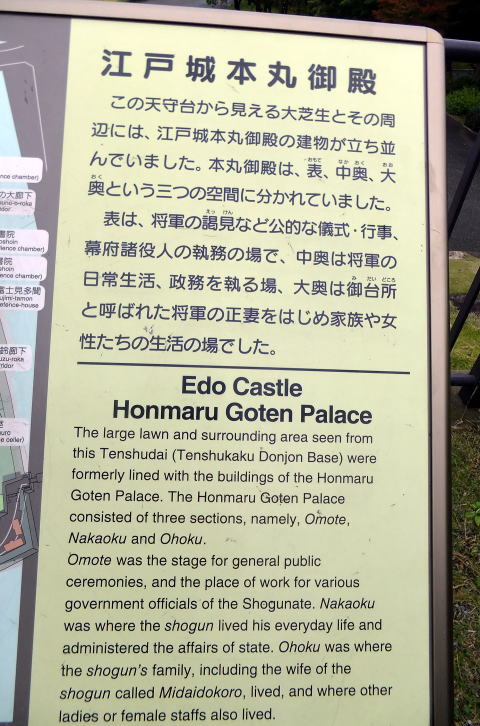 江戸城本丸御殿
この天守台から見える大芝生とその周
辺には、江戸城本丸御殿の建物が立ち並
んでいました。本丸御殿は、表、中奥、大
奥という三つの空間に分かれていました。
表は、将軍の謁見など公的な儀式・行事、
幕府諸役人の執務の場で、中奥は将軍の
日常生活、政務を執る場、大奥は御台所
と呼ばれた将軍の正妻をはじめ家族や女
性たちの生活の場でした。
Edo Castle
Honmaru Goten Palace
The large lawn and surrounding area seen from
this Tenshudai (Tenshukaku Donjon Base) were
formerly lined with the buildings of the Honmaru
Goten Palace. The Honmaru Goten Palace
consisted of three sections, namely, Omote,
Nakaoku and Ohoku.
Omote was the stage for general public
ceremonies, and the place of work for various
government officials of the Shogunate. Nakaoku
was where the shogun lived his everyday life and
administered the affairs of state. Ohoku was where
the shogun's family, including the wife of the
shogun called Midaidokoro, lived, and where other
ladies or female staffs also lived.